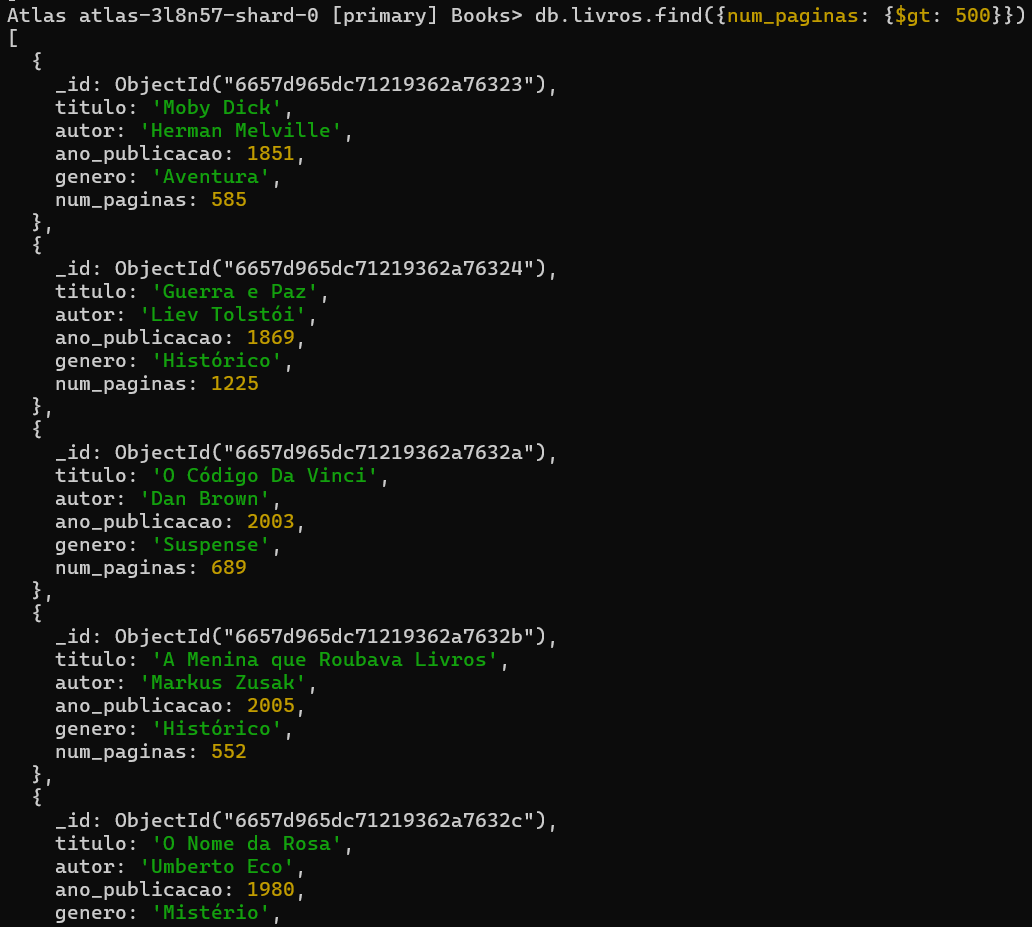 Atlas atlas-3l8n57-shard-0 [primary] Books> db.livros.find({num_paginas: {$gt: 500}})
[
  {
    _id: ObjectId("6657d965dc71219362a76323"),
    titulo: 'Moby Dick',
    autor: 'Herman Melville',
    ano_publicacao: 1851,
    genero: 'Aventura',
    num_paginas: 585
  },
  {
    _id: ObjectId("6657d965dc71219362a76324"),
    titulo: 'Guerra e Paz',
    autor: 'Liev Tolstói',
    ano_publicacao: 1869,
    genero: 'Histórico',
    num_paginas: 1225
  },
  {
    _id: ObjectId("6657d965dc71219362a7632a"),
    titulo: 'O Código Da Vinci',
    autor: 'Dan Brown',
    ano_publicacao: 2003,
    genero: 'Suspense',
    num_paginas: 689
  },
  {
    _id: ObjectId("6657d965dc71219362a7632b"),
    titulo: 'A Menina que Roubava Livros',
    autor: 'Markus Zusak',
    ano_publicacao: 2005,
    genero: 'Histórico',
    num_paginas: 552
  },
  {
    _id: ObjectId("6657d965dc71219362a7632c"),
    titulo: 'O Nome da Rosa',
    autor: 'Umberto Eco',
    ano_publicacao: 1980,
    genero: 'Mistério',